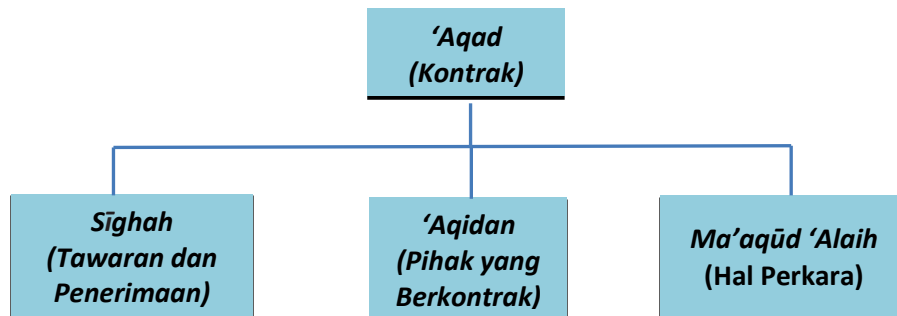 ‘Aqad
(Kontrak)
Sīghah
(Tawaran dan
Penerimaan)
‘Aqidan
(Pihak yang
Berkontrak)
Ma’aqūd ‘Alaih
(Hal Perkara)